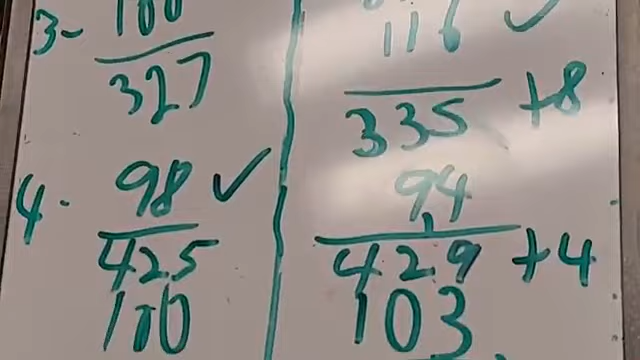 3- 100 116 ✓
327 335 +8
4- 98 ✓ 94
425 429 +4
100 103